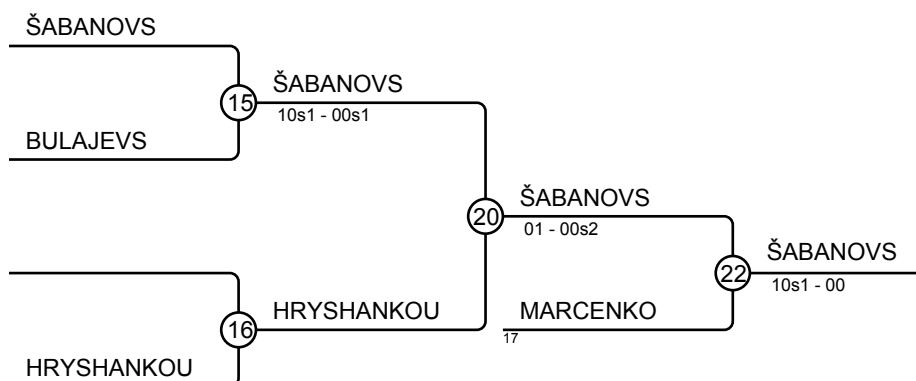 ŠABANOVS
15
ŠABANOVS
10s1 - 00s1
BULAJEVS
20
ŠABANOVS
01 - 00s2
22
ŠABANOVS
10s1 - 00
16
HRYSHANKOU
MARCENKO
17
HRYSHANKOU